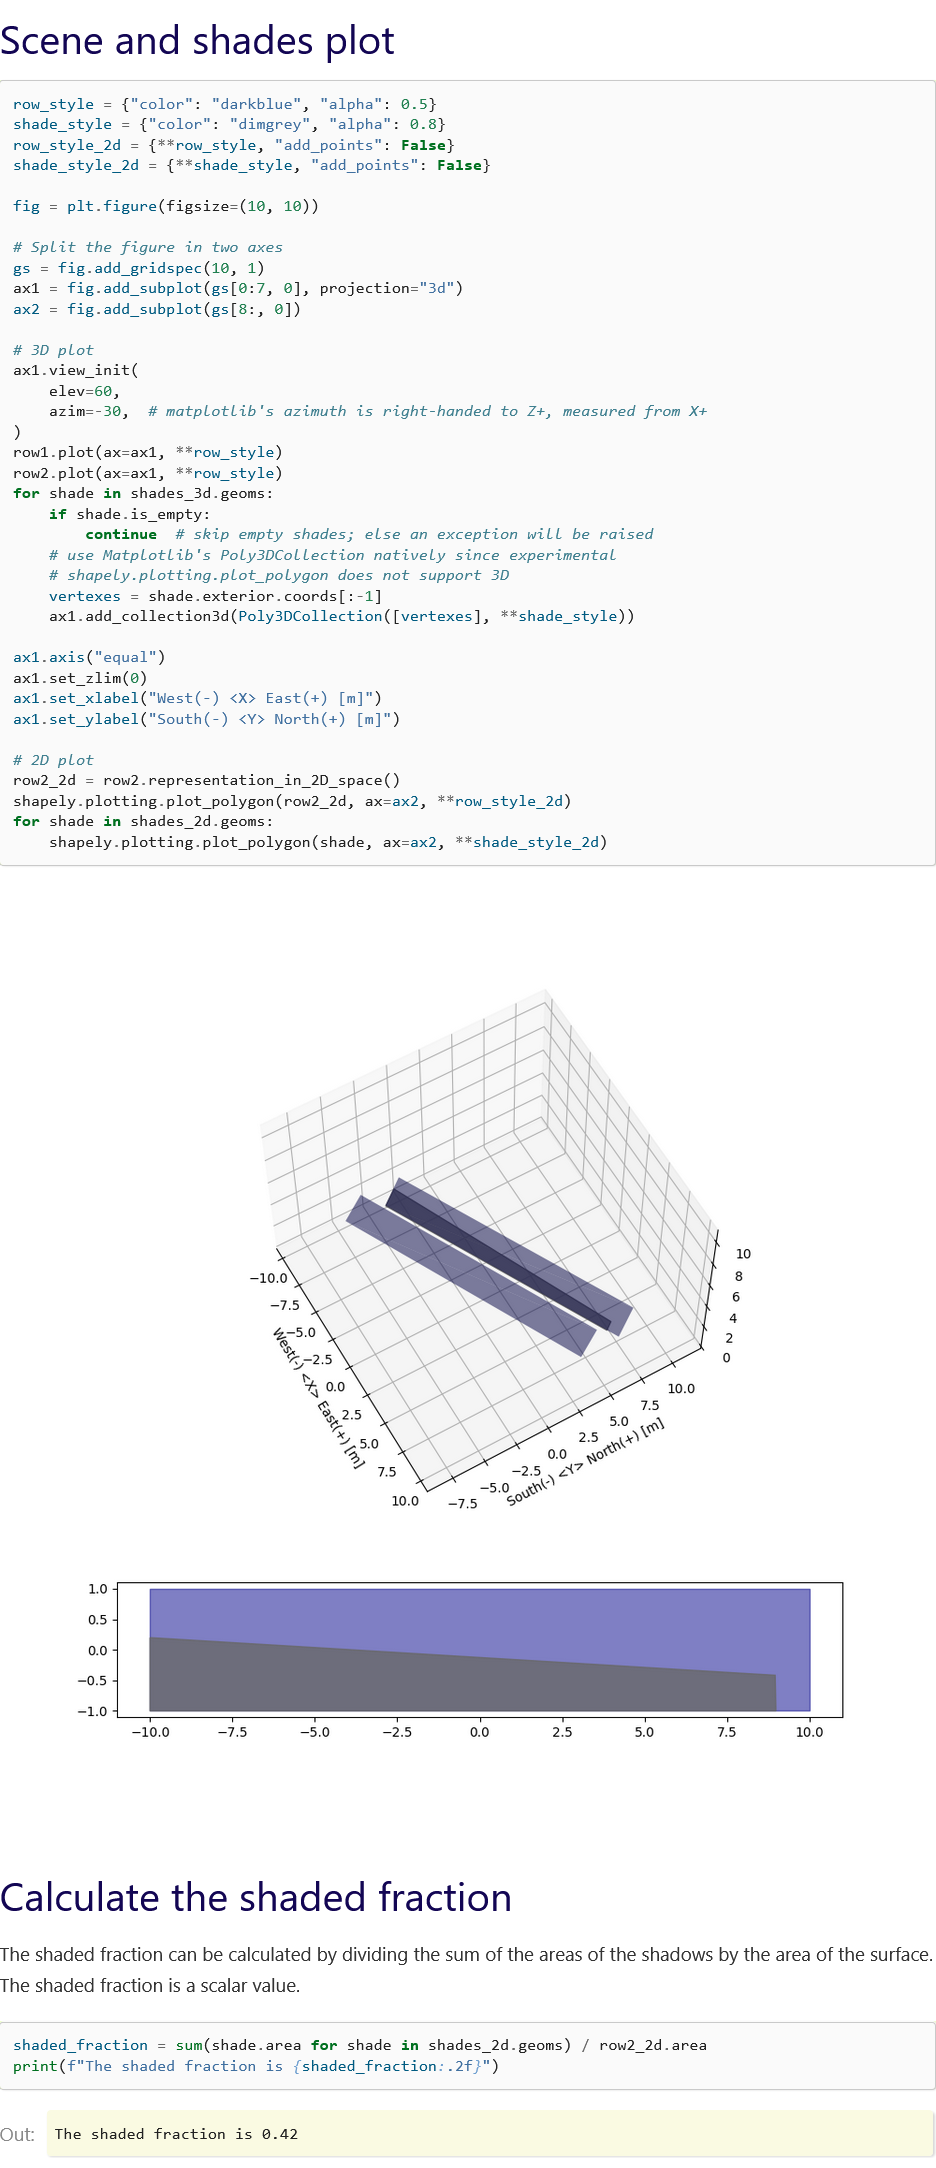 Scene and shades plot
row_style = {"color": "darkblue", "alpha": 0.5}
shade_style = {"color": "dimgrey", "alpha": 0.8}
row_style_2d = {**row_style, "add_points": False}
shade_style_2d = {**shade_style, "add_points": False}

fig = plt.figure(figsize=(10, 10))

# Split the figure in two axes
gs = fig.add_gridspec(10, 1)
ax1 = fig.add_subplot(gs[0:7, 0], projection="3d")
ax2 = fig.add_subplot(gs[8:, 0])

# 3D plot
ax1.view_init(
    elev=60,
    azim=-30,  # matplotlib's azimuth is right-handed to Z+, measured from X+
)
row1.plot(ax=ax1, **row_style)
row2.plot(ax=ax1, **row_style)
for shade in shades_3d.geoms:
    if shade.is_empty:
        continue  # skip empty shades; else an exception will be raised
    # use Matplotlib's Poly3DCollection natively since experimental
    # shapely.plotting.plot_polygon does not support 3D
    vertexes = shade.exterior.coords[:-1]
    ax1.add_collection3d(Poly3DCollection([vertexes], **shade_style))

ax1.axis("equal")
ax1.set_zlim(0)
ax1.set_xlabel("West(-) <X> East(+) [m]")
ax1.set_ylabel("South(-) <Y> North(+) [m]")

# 2D plot
row2_2d = row2.representation_in_2D_space()
shapely.plotting.plot_polygon(row2_2d, ax=ax2, **row_style_2d)
for shade in shades_2d.geoms:
    shapely.plotting.plot_polygon(shade, ax=ax2, **shade_style_2d)
10
8
6
4
2
0
−10.0
−7.5
−5.0
−2.5
0.0
2.5
5.0
7.5
10.0
West(-) <X> East(+) [m]
−7.5
−5.0
−2.5
0.0
2.5
5.0
7.5
10.0
South(-) <Y> North(+) [m]
1.0
0.5
0.0
−0.5
−1.0
−10.0 −7.5 −5.0 −2.5 0.0 2.5 5.0 7.5 10.0
Calculate the shaded fraction
The shaded fraction can be calculated by dividing the sum of the areas of the shadows by the area of the surface.
The shaded fraction is a scalar value.
shaded_fraction = sum(shade.area for shade in shades_2d.geoms) / row2_2d.area
print(f"The shaded fraction is {shaded_fraction:.2f}")
Out: The shaded fraction is 0.42